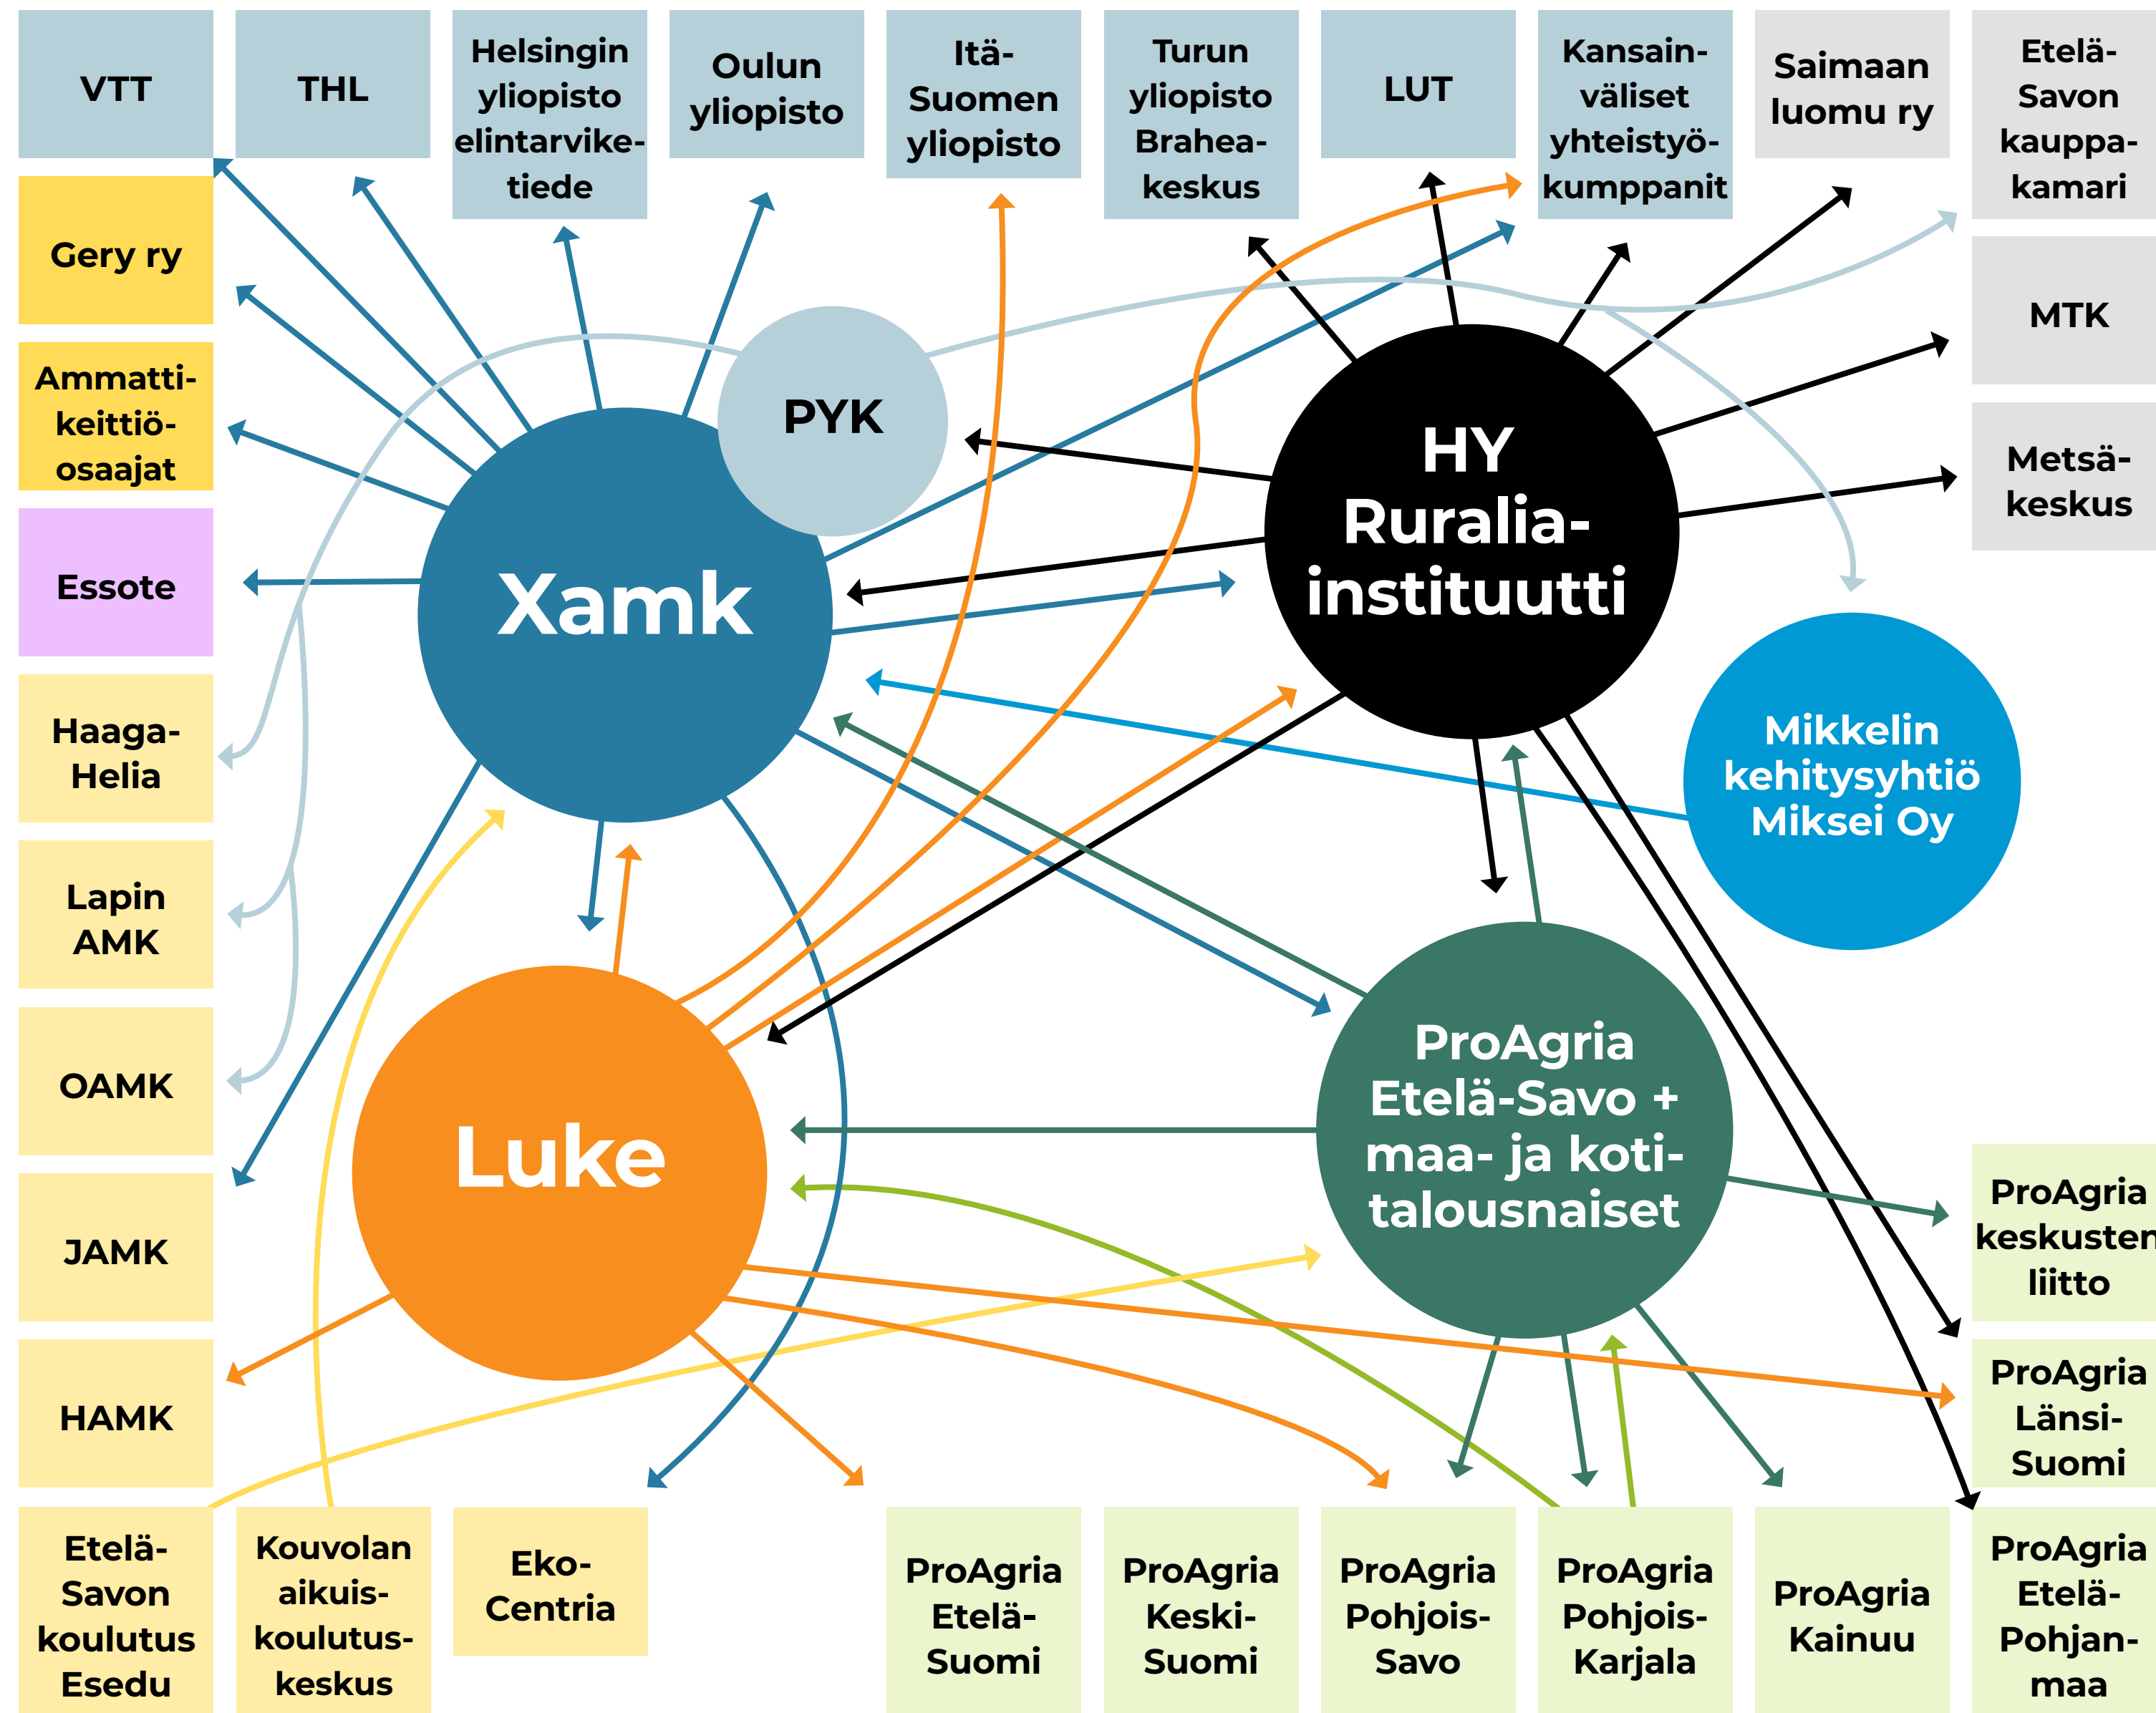 VTT
THL
Helsingin
yliopisto
elintarvike-
tiede
Oulun
yliopisto
Itä-
Suomen
yliopisto
Turun
yliopisto
Brahea-
keskus
LUT
Kansain-
väliset
yhteistyö-
kumppanit
Saimaan
luomu ry
Etelä-
Savon
kauppa-
kamari
Gery ry
MTK
Ammatti-
keittiö-
osaajat
Metsä-
keskus
PYK
HY
Ruralia-
instituutti
Essote
Xamk
Haaga-
Helia
Mikkelin
kehitysyhtiö
Miksei Oy
Lapin
AMK
OAMK
Luke
ProAgria
Etelä-Savo +
maa- ja koti-
talousnaiset
JAMK
ProAgria
keskusten
liitto
HAMK
ProAgria
Länsi-
Suomi
Etelä-
Savon
koulutus
Esedu
Kouvolan
aikuis-
koulutus-
keskus
Eko-
Centria
ProAgria
Etelä-
Suomi
ProAgria
Keski-
Suomi
ProAgria
Pohjois-
Savo
ProAgria
Pohjois-
Karjala
ProAgria
Kainuu
ProAgria
Etelä-
Pohjan-
maa